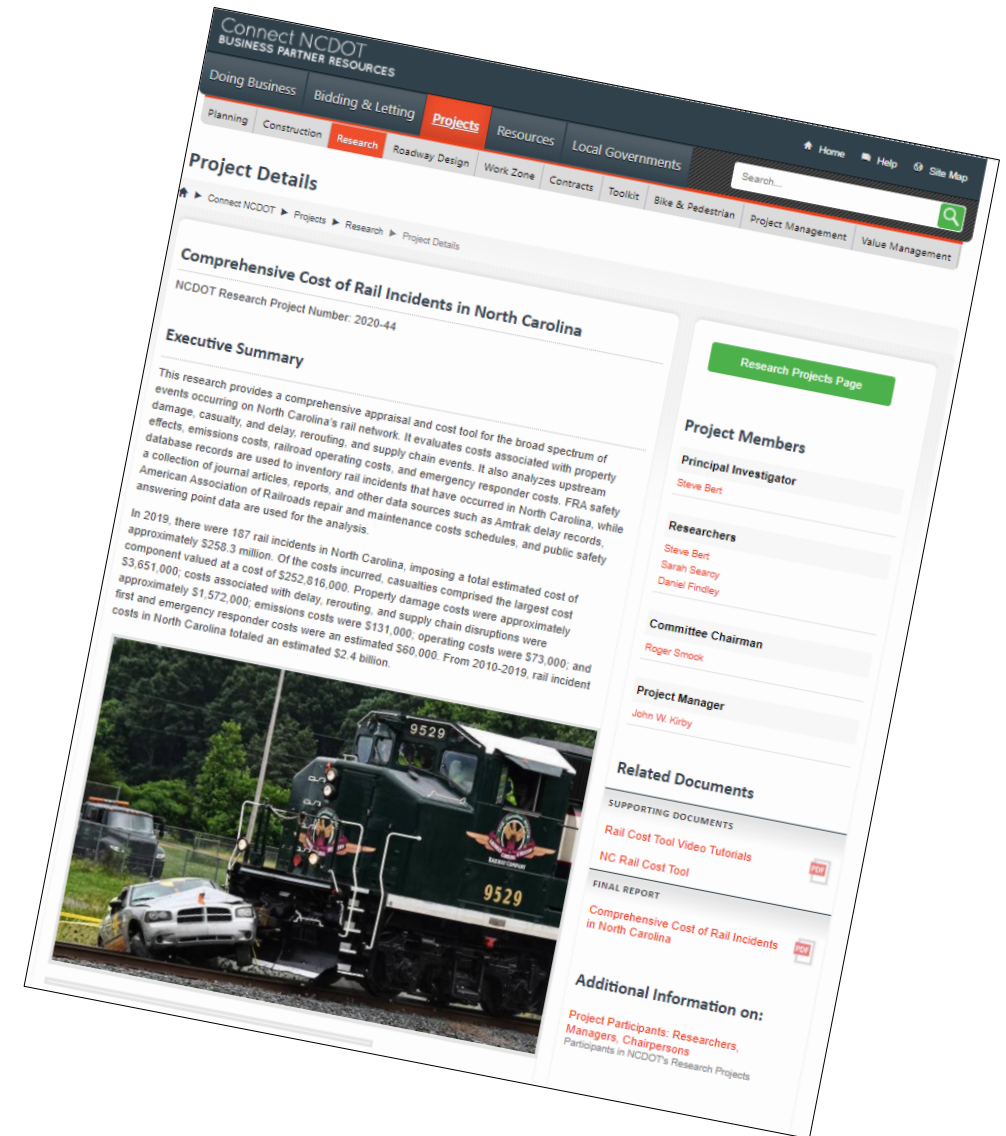 Connect NCDOT
BUSINESS PARTNER RESOURCES
Home
Help
Site Map
Doing Business
Bidding & Letting
Projects
Resources
Local Governments
Search...
Planning
Construction
Research
Roadway Design
Work Zone
Contracts
Toolkit
Bike & Pedestrian
Project Management
Value Management
Project Details
Connect NCDOT
Projects
Research
Project Details
Comprehensive Cost of Rail Incidents in North Carolina
NCDOT Research Project Number: 2020-44
Executive Summary
This research provides a comprehensive appraisal and cost tool for the broad spectrum of
events occurring on North Carolina's rail network. It evaluates costs associated with property
damage, casualty, and delay, rerouting, and supply chain events. It also analyzes upstream
effects, emissions costs, railroad operating costs, and emergency responder costs. FRA safety
database records are used to inventory rail incidents that have occurred in North Carolina, while
a collection of journal articles, reports, and other data sources such as Amtrak delay records,
American Association of Railroads repair and maintenance costs schedules, and public safety
answering point data are used for the analysis.
In 2019, there were 187 rail incidents in North Carolina, imposing a total estimated cost of
approximately $258.3 million. Of the costs incurred, casualties comprised the largest cost
component valued at a cost of $252,816,000. Property damage costs were approximately
$3,651,000; costs associated with delay, rerouting, and supply chain disruptions were
approximately $1,572,000; emissions costs were $131,000; operating costs were $73,000; and
first and emergency responder costs were an estimated $60,000. From 2010-2019, rail incident
costs in North Carolina totaled an estimated $2.4 billion.
9529
RAILWAY COMPANY
9529
Research Projects Page
Project Members
Principal Investigator
Steve Bert
Researchers
Steve Bert
Sarah Searcy
Daniel Findley
Committee Chairman
Roger Smock
Project Manager
John W. Kirby
Related Documents
SUPPORTING DOCUMENTS
Rail Cost Tool Video Tutorials
PDF
NC Rail Cost Tool
FINAL REPORT
Comprehensive Cost of Rail Incidents
in North Carolina
PDF
Additional Information on:
Project Participants: Researchers,
Managers, Chairpersons
Participants in NCDOT's Research Projects